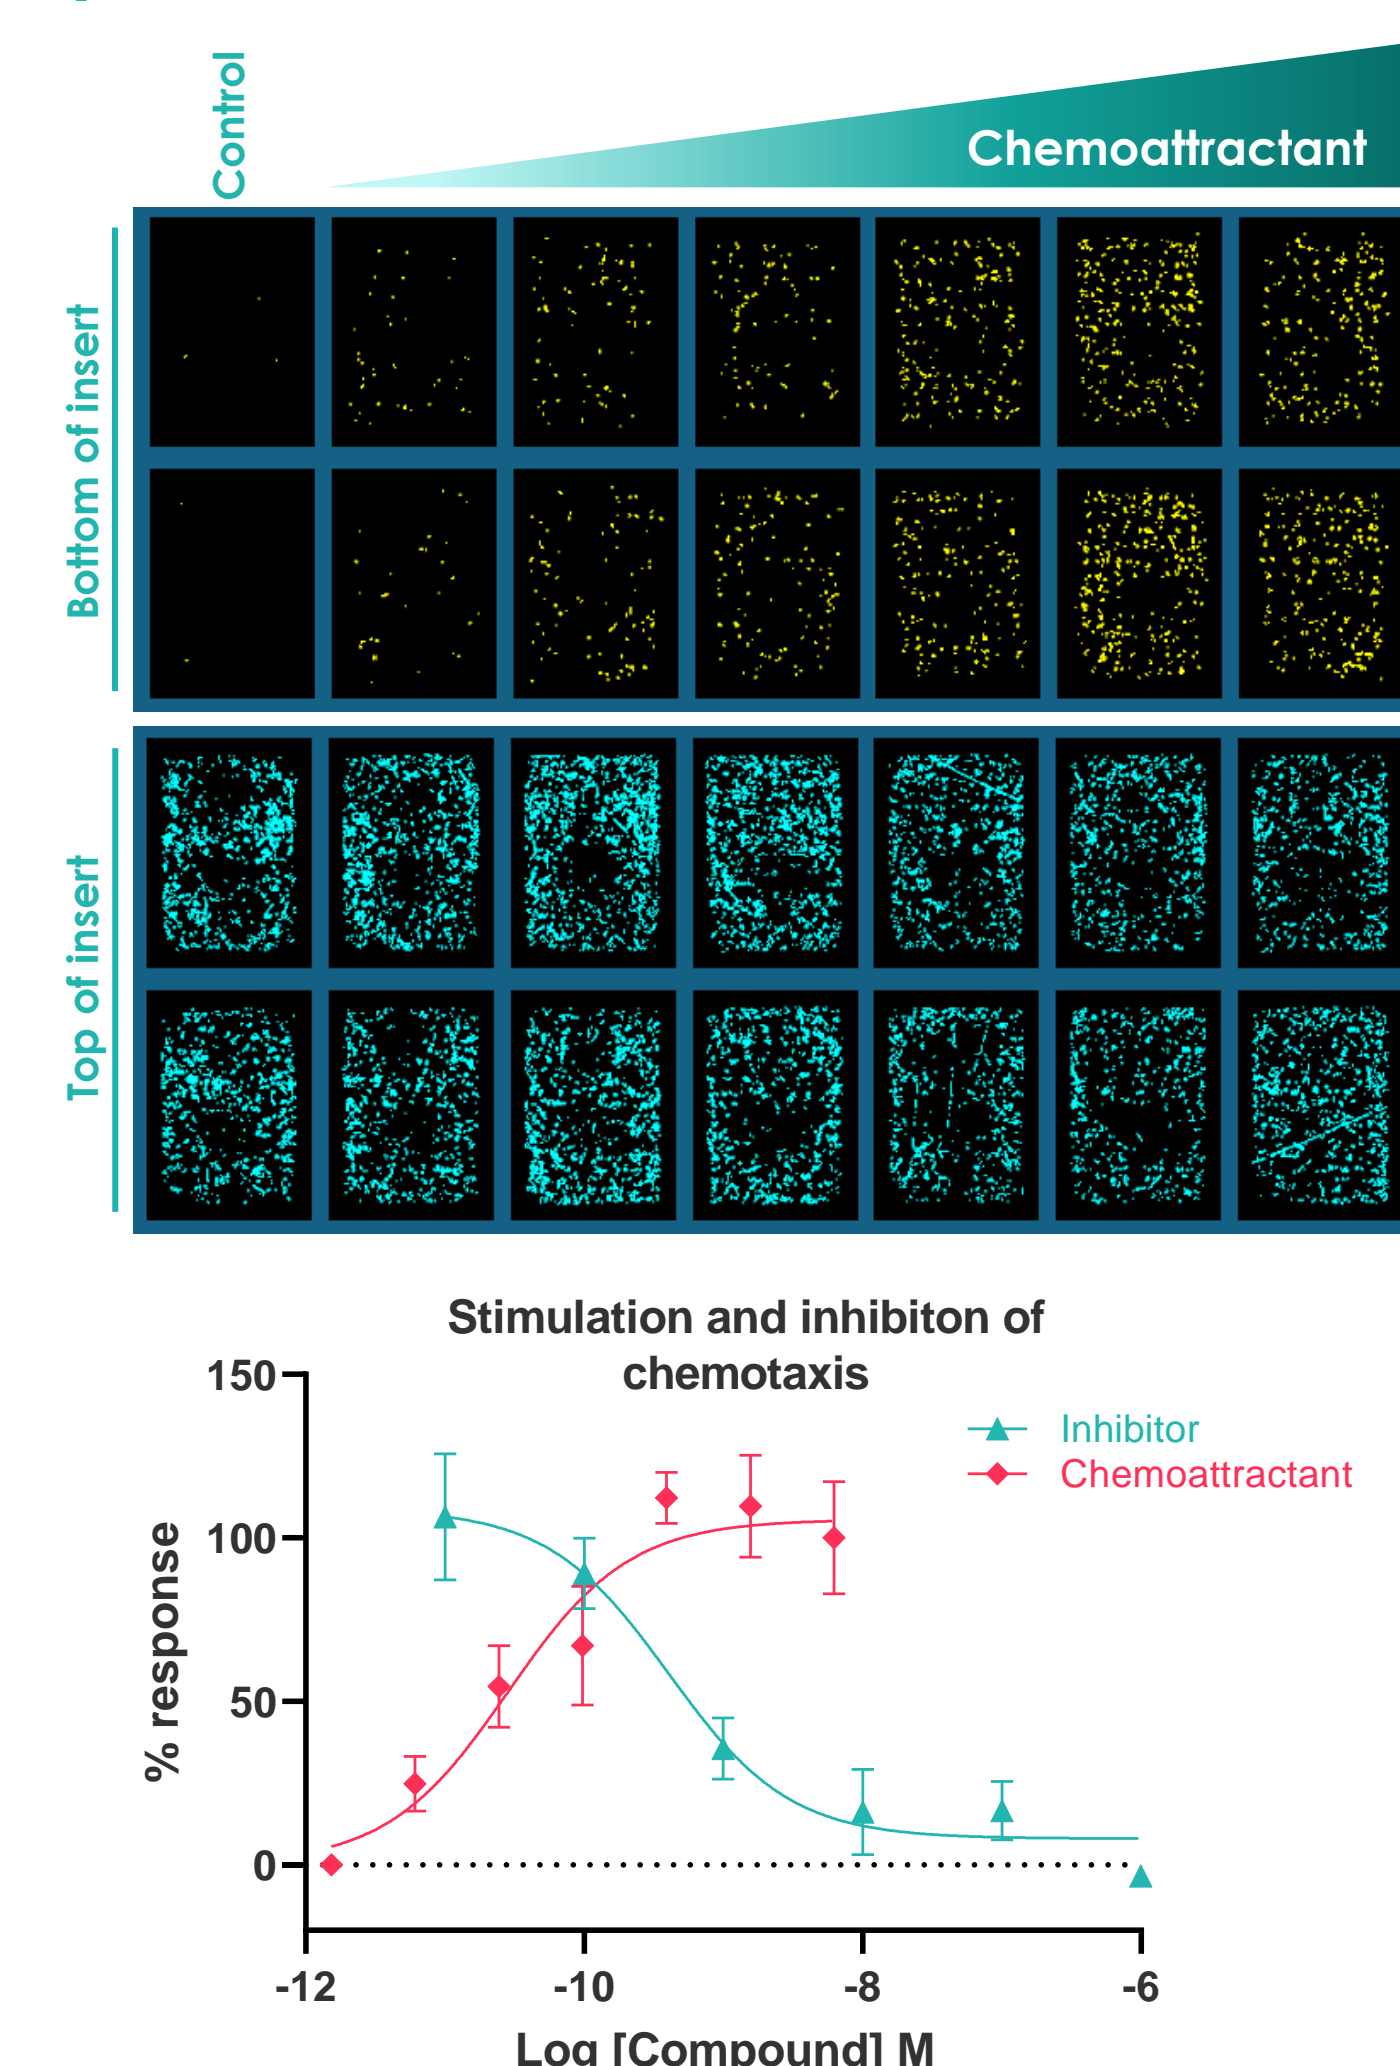 Control
Chemoattractant
Bottom of insert
Top of insert
Stimulation and inhibiton of
chemotaxis
Inhibitor
Chemoattractant
% response
150
100
50
0
-12
-10
-8
-6
Log [Compound] M